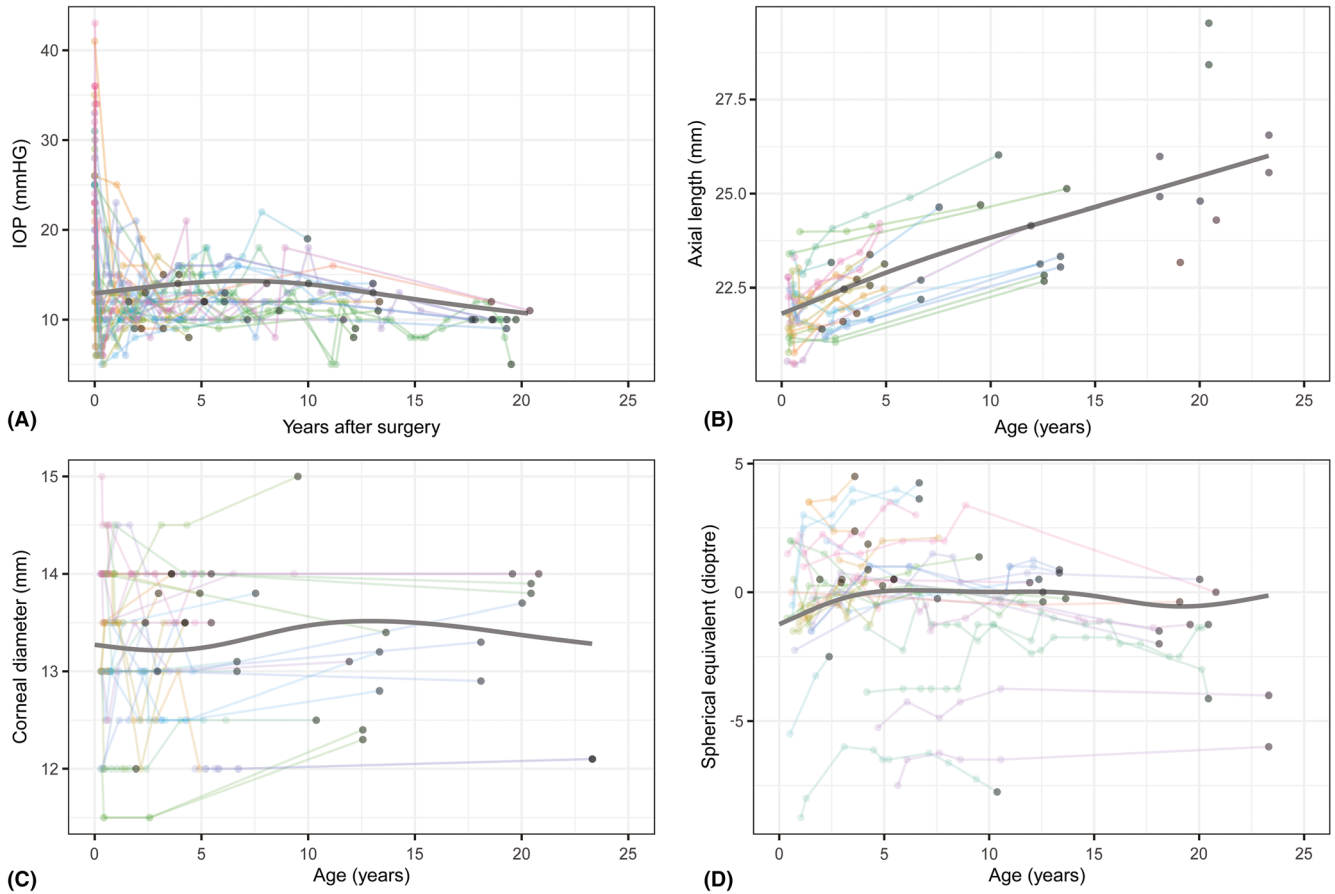 40
30
20
10
IOP (mmHG)
0 5 10 15 20 25
Years after surgery
(A)
27.5
25.0
22.5
Axial length (mm)
0 5 10 15 20 25
Age (years)
(B)
15
14
13
12
Corneal diameter (mm)
0 5 10 15 20 25
Age (years)
(C)
5
0
-5
Spherical equivalent (dioptre)
0 5 10 15 20 25
Age (years)
(D)